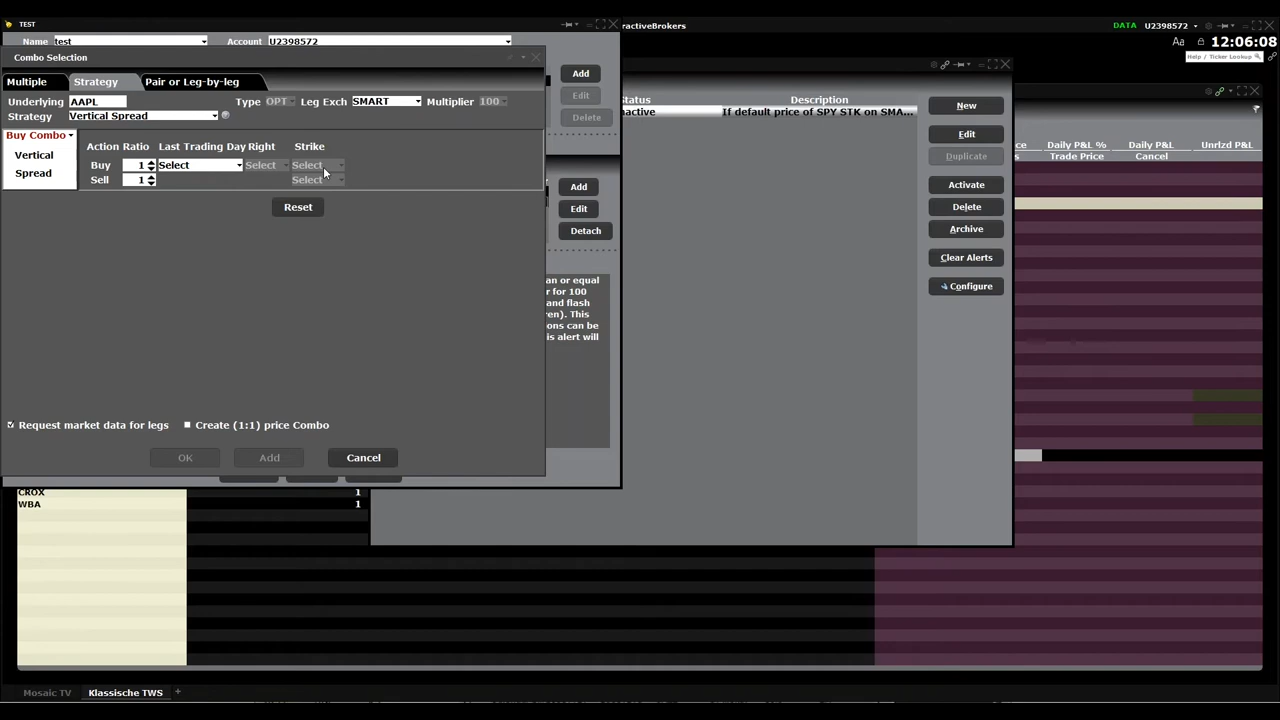 TEST
ractiveBrokers
DATA U2398572
Name test Account U2398572
Aa 12:06:08
Help / Ticker Lookup
Combo Selection
Multiple Strategy Pair or Leg-by-leg
Underlying AAPL Type OPT Leg Exch SMART Multiplier 100
Strategy Vertical Spread
Buy Combo
Vertical
Spread
Action Ratio Last Trading Day Right Strike
Buy 1 Select Select Select
Sell 1 Select
Reset
Request market data for legs Create (1:1) price Combo
OK Add Cancel
Add
Edit
Delete
Add
Edit
Detach
an or equal
r for 100
and flash
en). This
ons can be
is alert will
Status Description
nactive If default price of SPY STK on SMA...
New
Edit
Duplicate
Activate
Delete
Archive
Clear Alerts
Configure
ce Daily P&L % Daily P&L Unrlzd P&L
s Trade Price Cancel
CROX 1
WBA 1
Mosaic TV Klassische TWS +